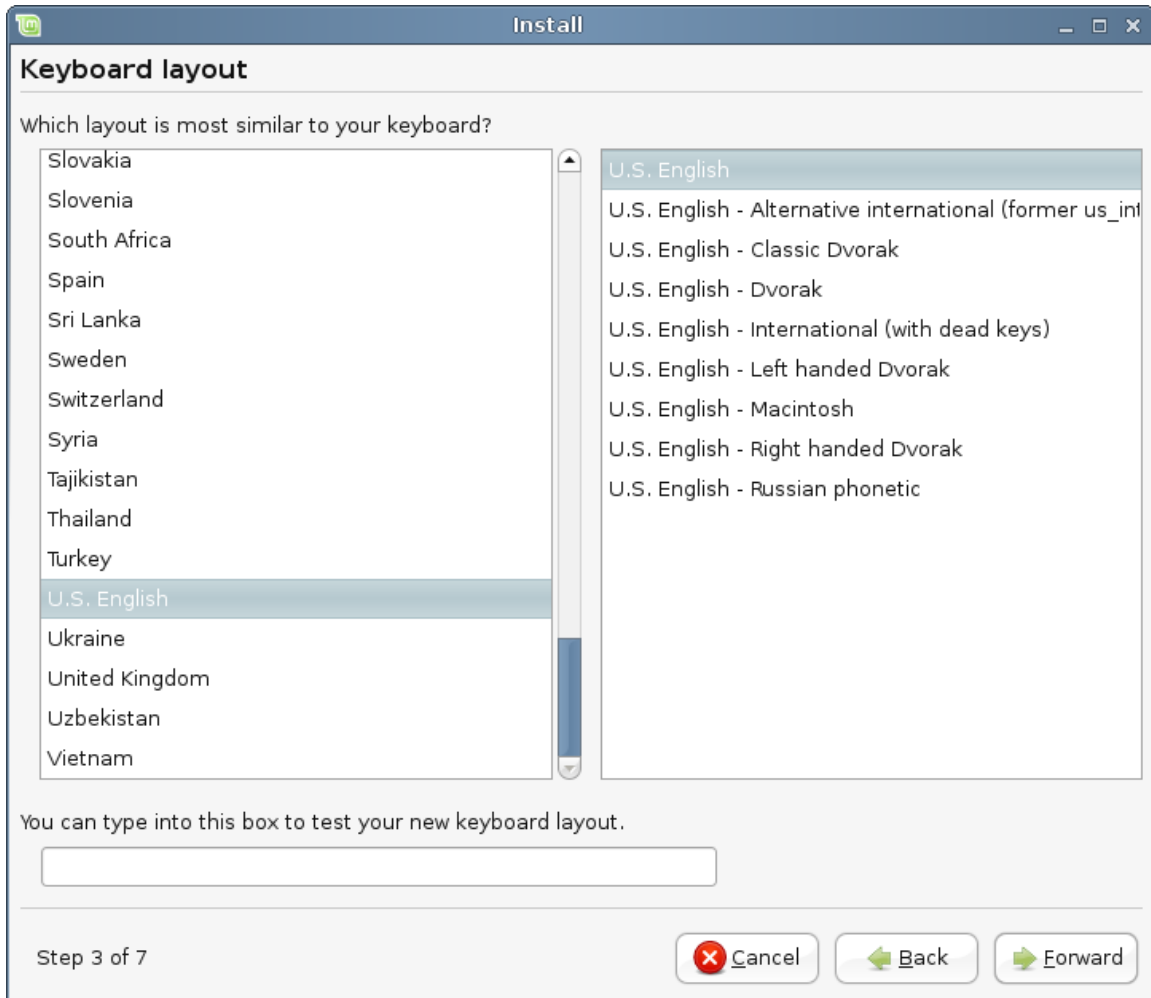 Install
Keyboard layout
Which layout is most similar to your keyboard?
Slovakia
Slovenia
South Africa
Spain
Sri Lanka
Sweden
Switzerland
Syria
Tajikistan
Thailand
Turkey
U.S. English
Ukraine
United Kingdom
Uzbekistan
Vietnam
U.S. English
U.S. English - Alternative international (former us_int
U.S. English - Classic Dvorak
U.S. English - Dvorak
U.S. English - International (with dead keys)
U.S. English - Left handed Dvorak
U.S. English - Macintosh
U.S. English - Right handed Dvorak
U.S. English - Russian phonetic
You can type into this box to test your new keyboard layout.
Step 3 of 7
Cancel
Back
Forward